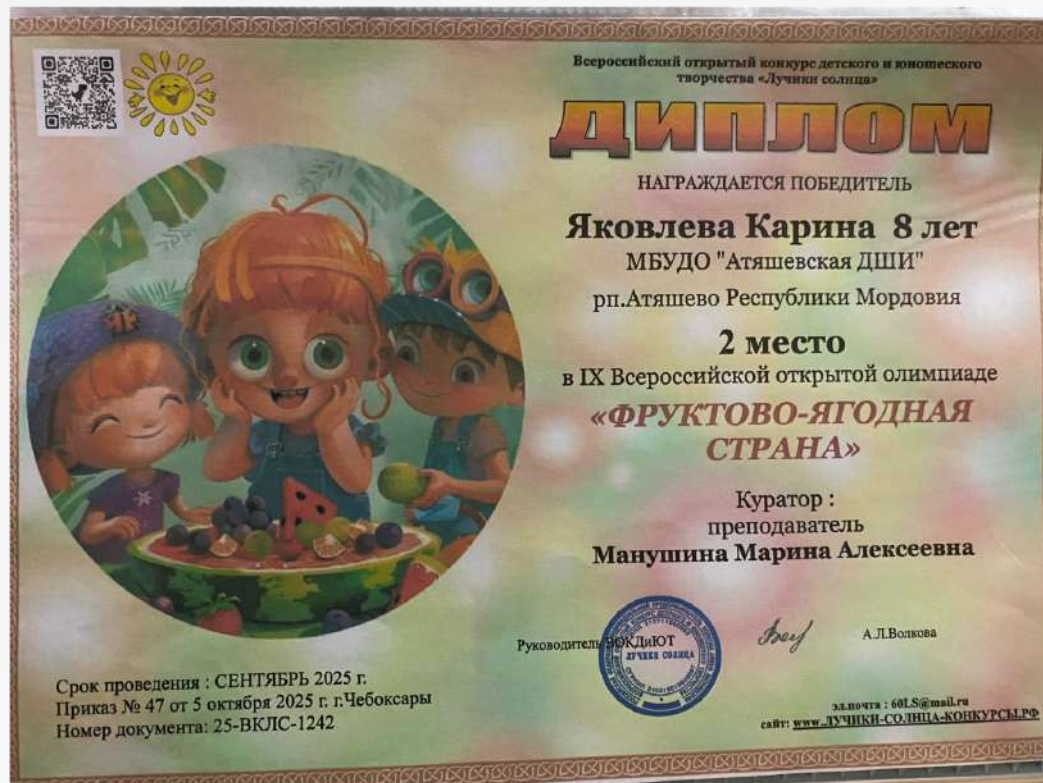 Всероссийский открытый конкурс детского и юношеского
творчества «Лучики солнца»
ДИПЛОМ
НАГРАЖДАЕТСЯ ПОБЕДИТЕЛЬ
Яковлева Карина 8 лет
МБУДО "Атяшевская ДШИ"
рп.Атяшево Республики Мордовия
2 место
в IX Всероссийской открытой олимпиаде
«ФРУКТОВО-ЯГОДНАЯ
СТРАНА»
Куратор :
преподаватель
Манушина Марина Алексеевна
Руководитель ВОКДиЮТ
ЛУЧИКИ СОЛНЦА
А.Л.Волкова
Срок проведения : СЕНТЯБРЬ 2025 г.
Приказ № 47 от 5 октября 2025 г. г.Чебоксары
Номер документа: 25-ВКЛС-1242
эл.почта : 60LS@mail.ru
сайт: www.ЛУЧИКИ-СОЛНЦА-КОНКУРСЫ.РФ